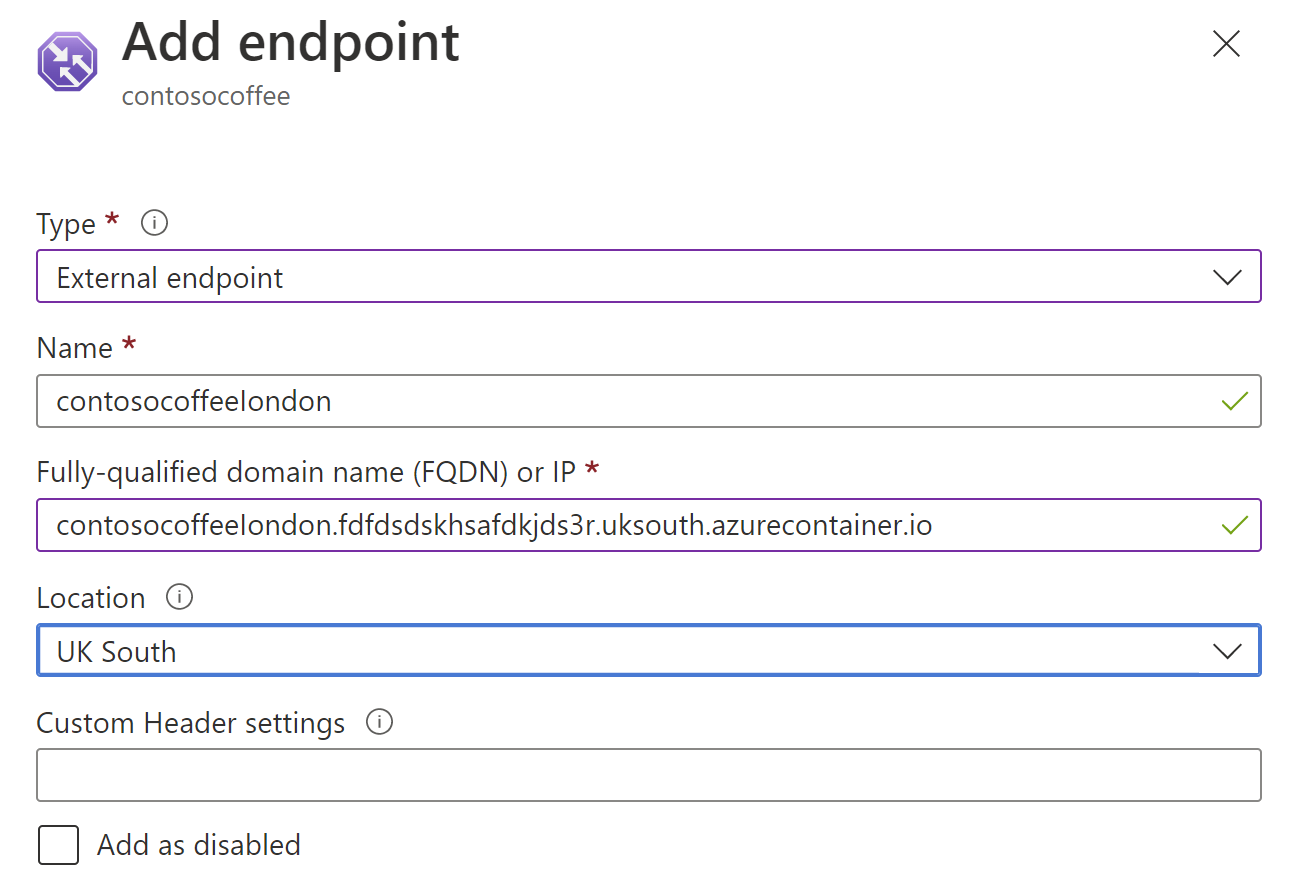 Add endpoint
contosocoffee
Type *
External endpoint
Name *
contosocoffeelondon
Fully-qualified domain name (FQDN) or IP *
contosocoffeelondon.fdfdsdskhsafdkjds3r.uksouth.azurecontainer.io
Location
UK South
Custom Header settings
Add as disabled